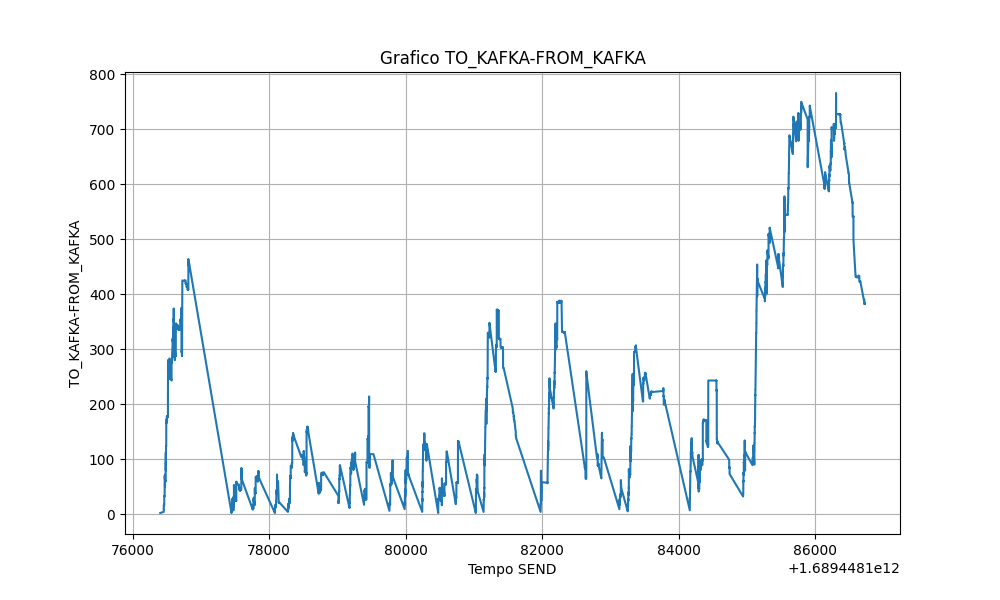 Grafico TO_KAFKA-FROM_KAFKA
TO_KAFKA-FROM_KAFKA
800
700
600
500
400
300
200
100
0
76000 78000 80000 82000 84000 86000
Tempo SEND
+1.6894481e12